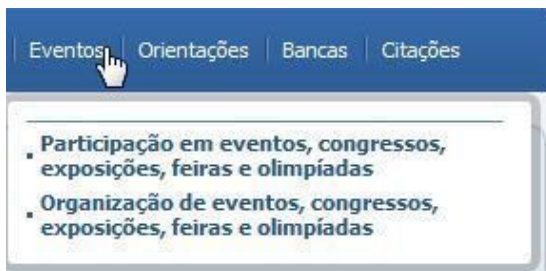 Eventos Orientações Bancas Citações
Participação em eventos, congressos,
exposições, feiras e olimpíadas
Organização de eventos, congressos,
exposições, feiras e olimpíadas